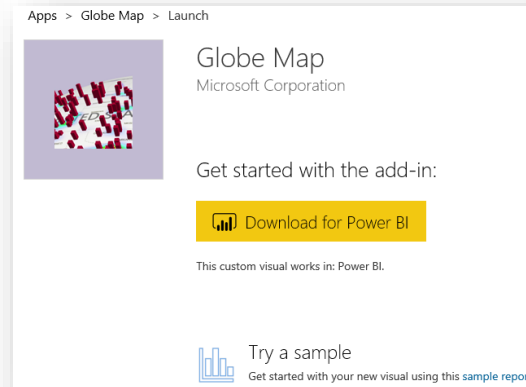 Apps > Globe Map > Launch
Globe Map
Microsoft Corporation
Get started with the add-in:
Download for Power BI
This custom visual works in: Power BI.
Try a sample
Get started with your new visual using this sample repor